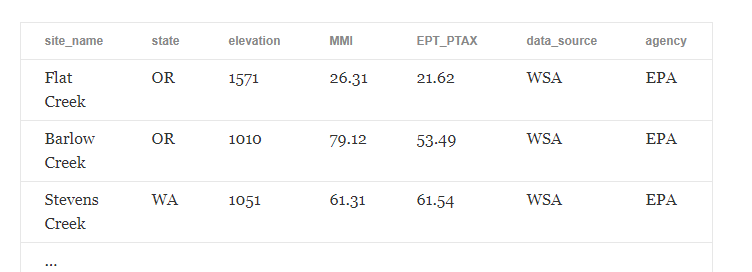 site_name state elevation MMI EPT_PTAX data_source agency
Flat Creek OR 1571 26.31 21.62 WSA EPA
Barlow Creek OR 1010 79.12 53.49 WSA EPA
Stevens Creek WA 1051 61.31 61.54 WSA EPA
...